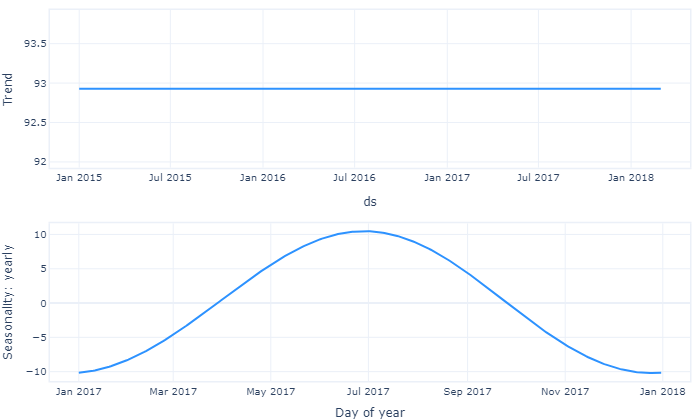 93.5
93
92.5
92
Trend
Jan 2015 Jul 2015 Jan 2016 Jul 2016 Jan 2017 Jul 2017 Jan 2018
ds
10
5
0
−5
−10
Seasonality: yearly
Jan 2017 Mar 2017 May 2017 Jul 2017 Sep 2017 Nov 2017 Jan 2018
Day of year